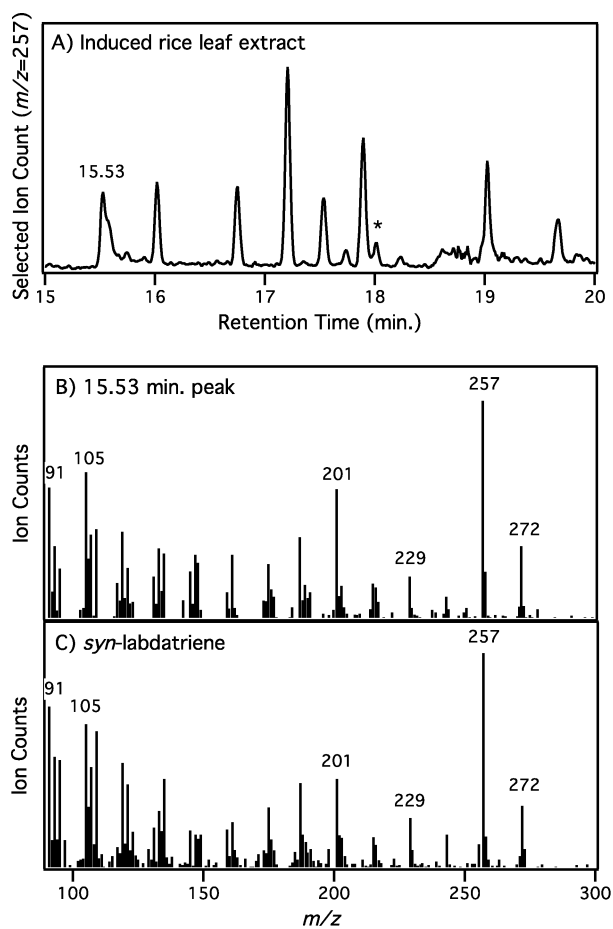 A) Induced rice leaf extract
Selected Ion Count (m/z=257)
15.53
*
15 16 17 18 19 20
Retention Time (min.)
B) 15.53 min. peak
Ion Counts
91
105
201
229
257
272
C) syn-labdatriene
Ion Counts
91
105
201
229
257
272
100 150 200 250 300
m/z